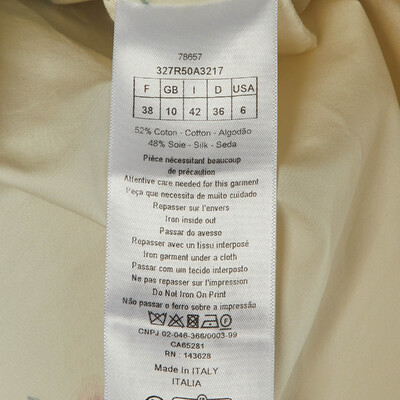 78657
327R50A3217
F GB I D USA
38 10 42 36 6
52% Coton - Cotton - Algodão
48% Soie - Silk - Seda
Pièce nécessitant beaucoup
de précaution
Attentive care needed for this garment
Peça que necessita de muito cuidado
Repasser sur l'envers
Iron inside out
Passar do avesso
Repasser avec un tissu interposé
Iron garment under a cloth
Passar com um tecido interposto
Ne pas repasser sur l'impression
Do Not Iron On Print
Não passar o ferro sobre a impressão
CNPJ 02-046-366/0003-99
CA65281
RN : 143628
Made in ITALY
ITALIA